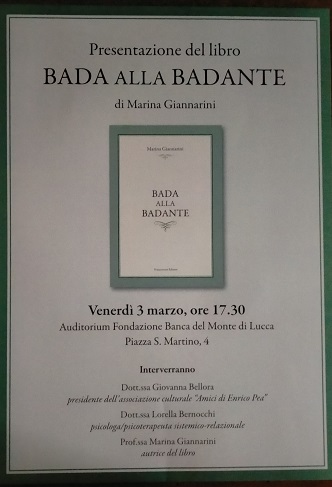 Presentazione del libro
BADA ALLA BADANTE
di Marina Giannarini
Marina Giannarini
BADA
ALLA
BADANTE
Venerdì 3 marzo, ore 17.30
Auditorium Fondazione Banca del Monte di Lucca
Piazza S. Martino, 4
Interverranno
Dott.ssa Giovanna Bellora
presidente dell'associazione culturale "Amici di Enrico Pea"
Dott.ssa Lorella Bernocchi
psicologa/psicoterapeuta sistemico-relazionale
Prof.ssa Marina Giannarini
autrice del libro